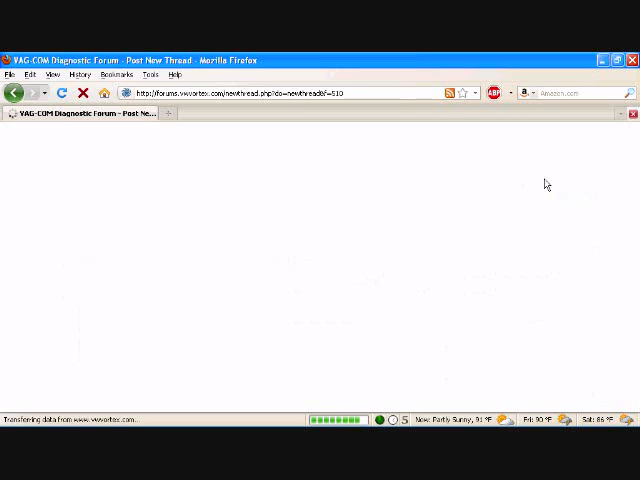 VAG-COM Diagnostic Forum - Post New Thread - Mozilla Firefox
File Edit View History Bookmarks Tools Help
http://forums.vwvortex.com/newthread.php?do=newthread&f=510
ABP
a Amazon.com
VAG-COM Diagnostic Forum - Post Ne...
Transferring data from www.vwvortex.com...
5
Now: Partly Sunny, 91 °F
Fri: 90 °F
Sat: 86 °F